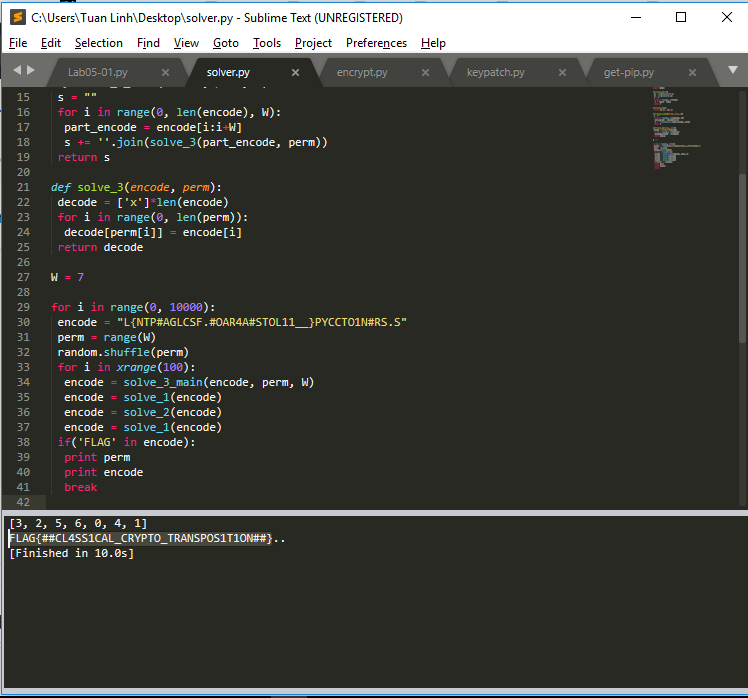 C:\Users\Tuan Linh\Desktop\solver.py - Sublime Text (UNREGISTERED)
File Edit Selection Find View Goto Tools Project Preferences Help
Lab05-01.py × solver.py × encrypt.py × keypatch.py × get-pip.py ×
15 s = ""
16 for i in range(0, len(encode), W):
17 part_encode = encode[i:i+W]
18 s += ''.join(solve_3(part_encode, perm))
19 return s
20
21 def solve_3(encode, perm):
22 decode = ['x']*len(encode)
23 for i in range(0, len(perm)):
24 decode[perm[i]] = encode[i]
25 return decode
26
27 W = 7
28
29 for i in range(0, 10000):
30 encode = "L{NTP#AGLCSF.#OAR4A#STOL11__}PYCCTO1N#RS.S"
31 perm = range(W)
32 random.shuffle(perm)
33 for i in xrange(100):
34 encode = solve_3_main(encode, perm, W)
35 encode = solve_1(encode)
36 encode = solve_2(encode)
37 encode = solve_1(encode)
38 if('FLAG' in encode):
39 print perm
40 print encode
41 break
42
[3, 2, 5, 6, 0, 4, 1]
FLAG{##CL4SS1CAL_CRYPTO_TRANSPOS1T1ON##}..
[Finished in 10.0s]